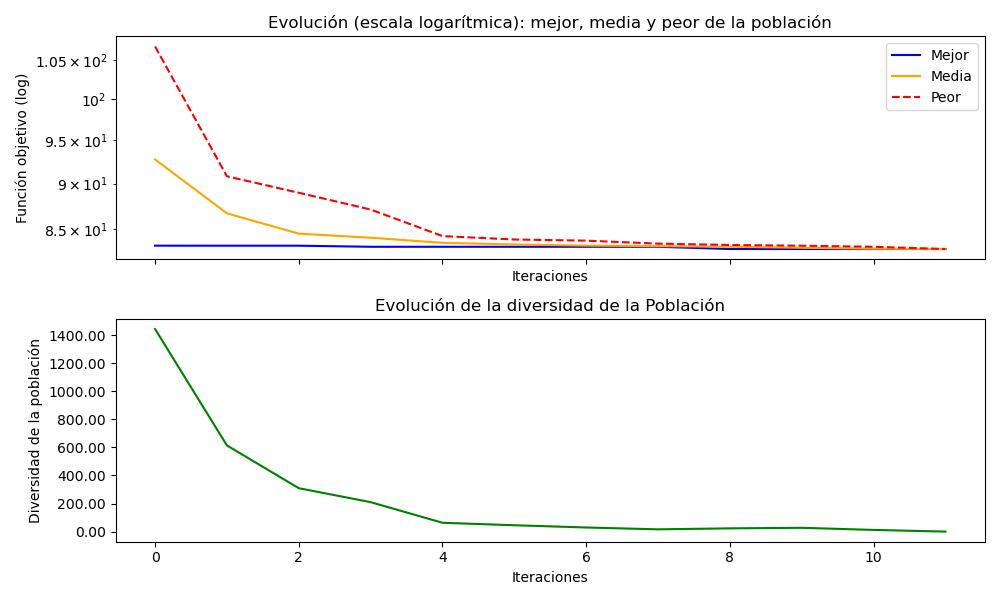 Evolución (escala logarítmica): mejor, media y peor de la población
Función objetivo (log)
1.05 × 10²
10²
9.5 × 10¹
9 × 10¹
8.5 × 10¹
Mejor
Media
Peor
Iteraciones
Evolución de la diversidad de la Población
Diversidad de la población
1400.00
1200.00
1000.00
800.00
600.00
400.00
200.00
0.00
0 2 4 6 8 10
Iteraciones